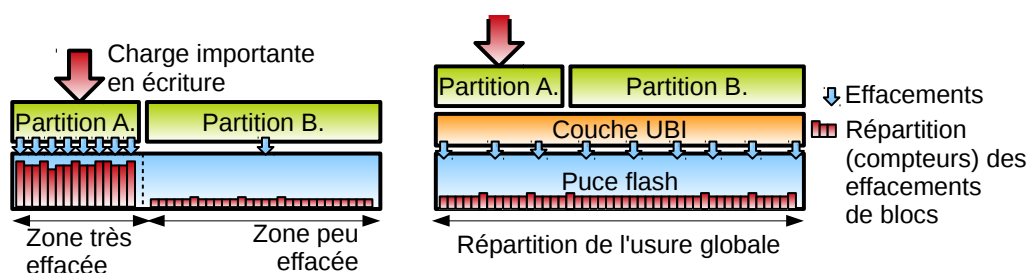 Charge importante
en écriture
Partition A.
Partition B.
Zone très
effacée
Zone peu
effacée
Partition A.
Partition B.
Couche UBI
Puce flash
Répartition de l'usure globale
Effacements
Répartition
(compteurs) des
effacements
de blocs